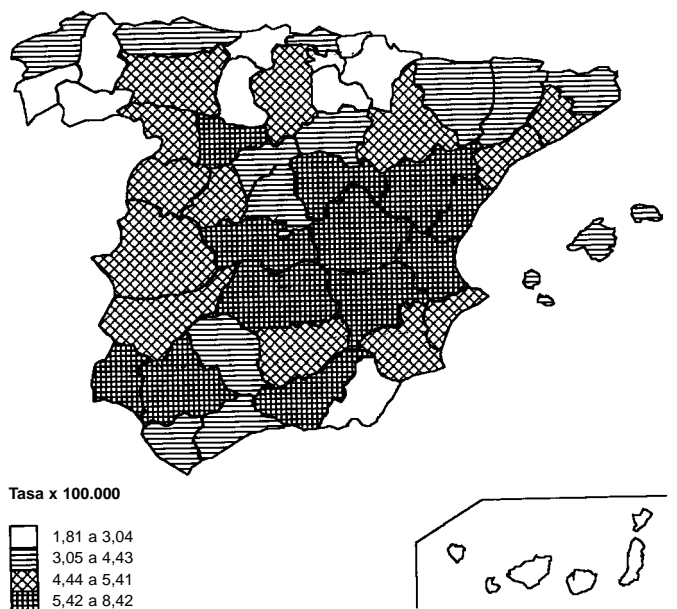 Tasa x 100.000
1,81 a 3,04
3,05 a 4,43
4,44 a 5,41
5,42 a 8,42